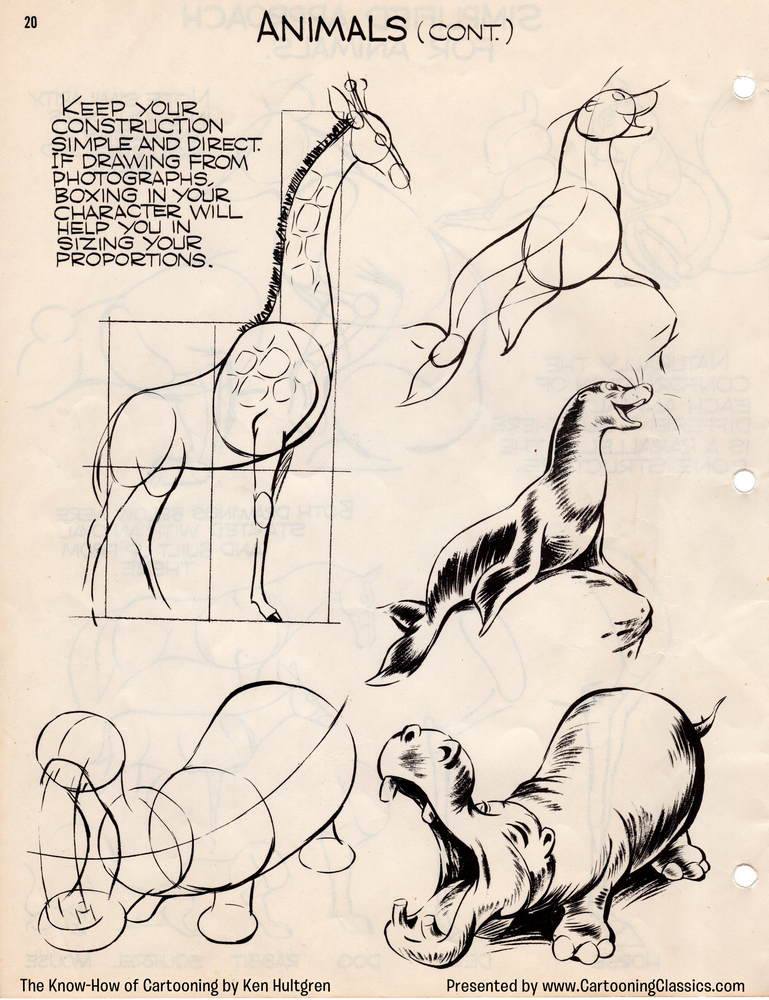 20
ANIMALS (CONT.)
KEEP YOUR
CONSTRUCTION
SIMPLE AND DIRECT.
IF DRAWING FROM
PHOTOGRAPHS,
BOXING IN YOUR
CHARACTER WILL
HELP YOU IN
SIZING YOUR
PROPORTIONS.
The Know-How of Cartooning by Ken Hultgren
Presented by www.CartooningClassics.com